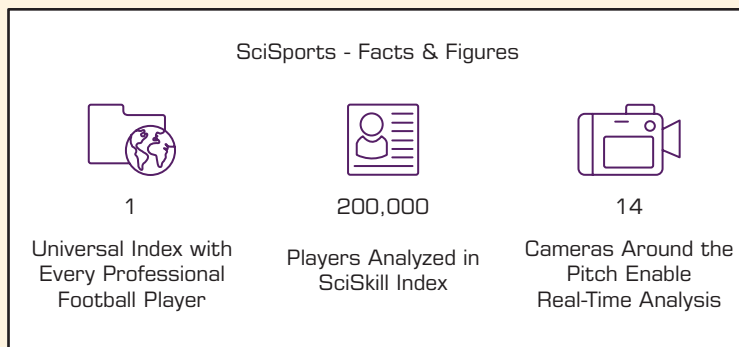 SciSports - Facts & Figures
1
Universal Index with
Every Professional
Football Player
200,000
Players Analyzed in
SciSkill Index
14
Cameras Around the
Pitch Enable
Real-Time Analysis